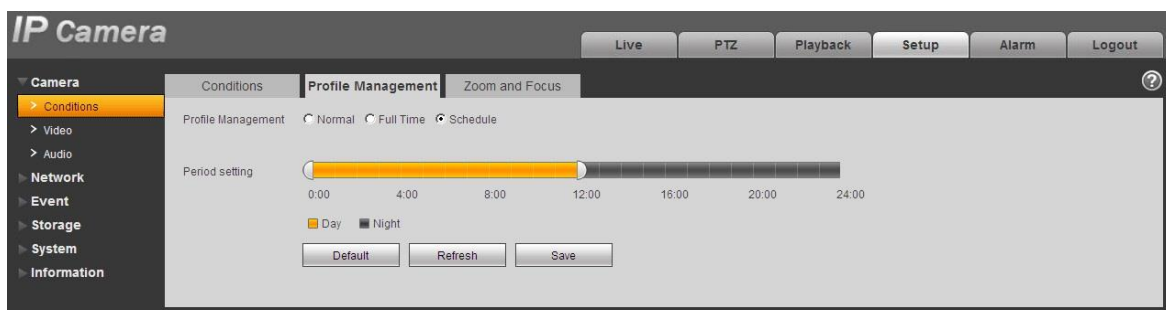 IP Camera
Live PTZ Playback Setup Alarm Logout
Camera
Conditions Profile Management Zoom and Focus
> Conditions
Profile Management Normal Full Time Schedule
> Video
> Audio
Period setting
Network
0:00 4:00 8:00 12:00 16:00 20:00 24:00
Event
Storage
Day Night
System
Default Refresh Save
Information
?